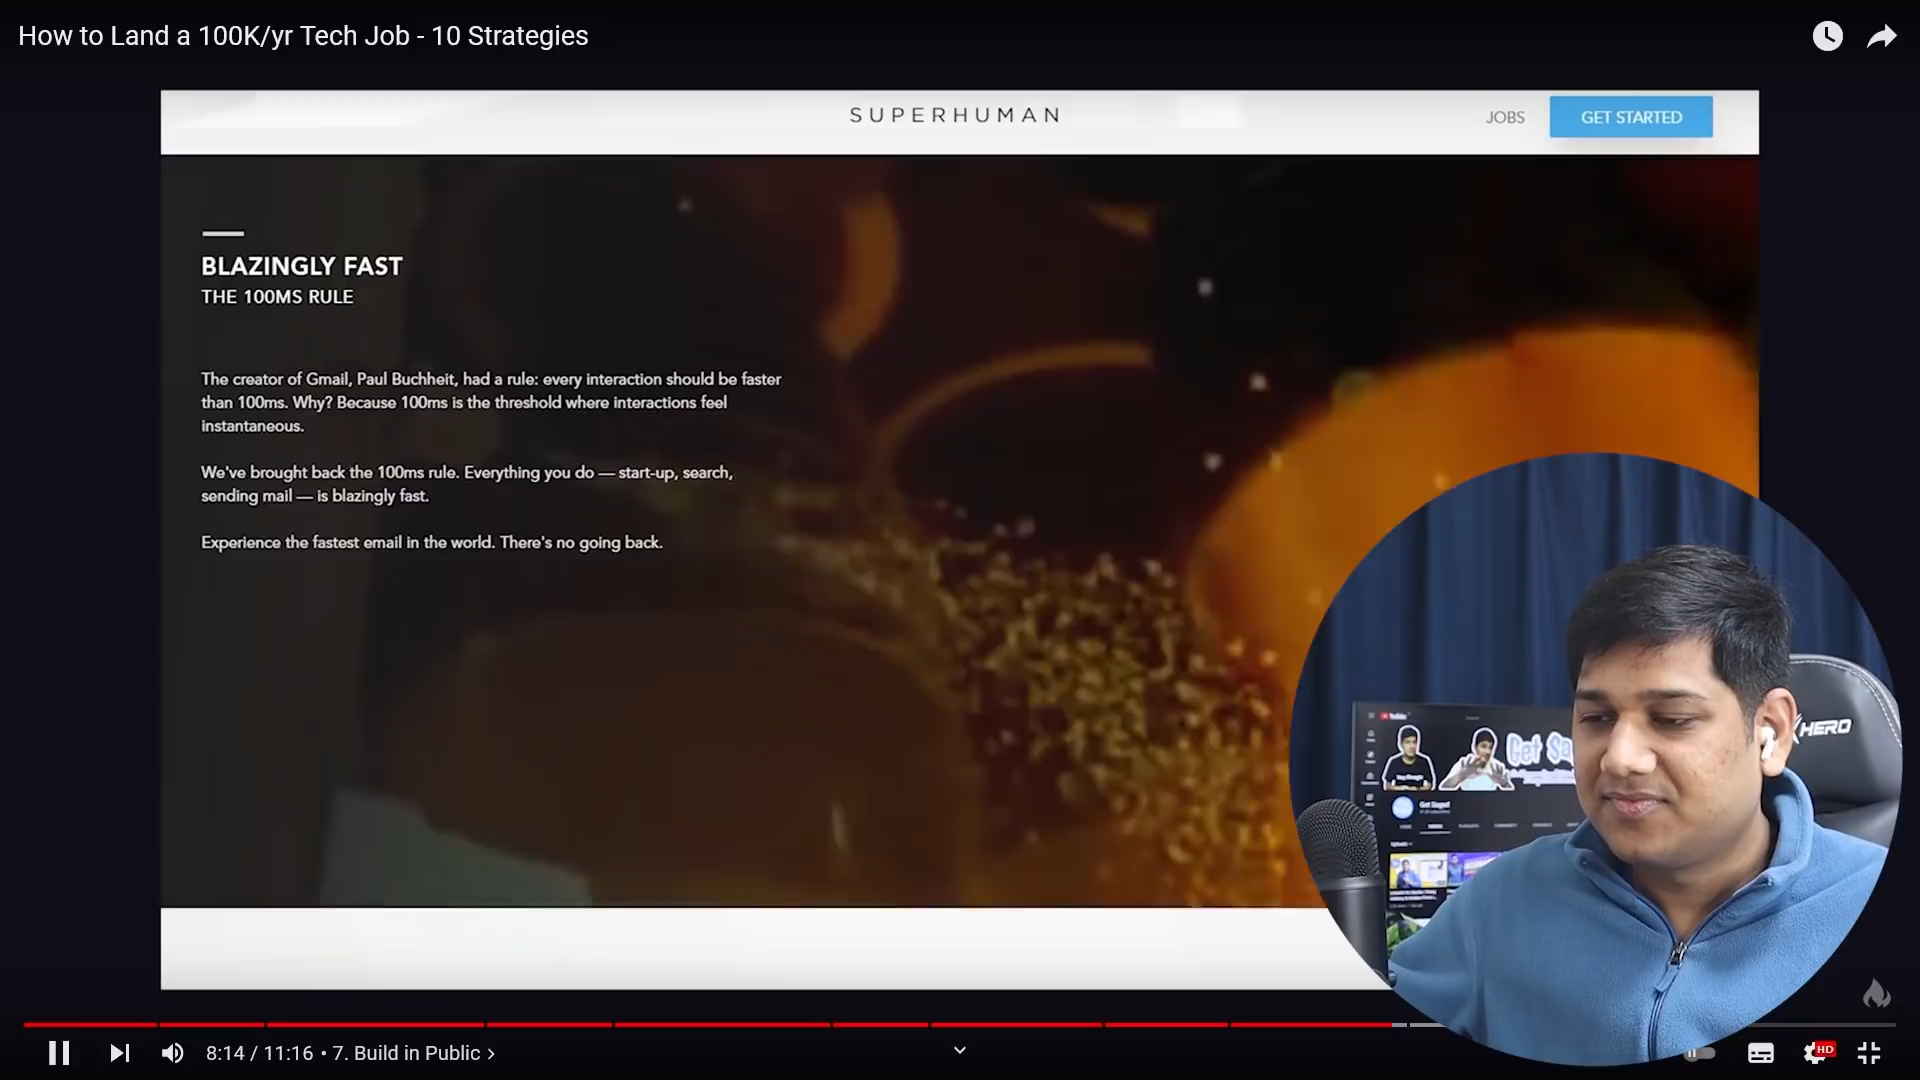 How to Land a 100K/yr Tech Job - 10 Strategies
SUPERHUMAN
JOBS
GET STARTED
BLAZINGLY FAST
THE 100MS RULE
The creator of Gmail, Paul Buchheit, had a rule: every interaction should be faster
than 100ms. Why? Because 100ms is the threshold where interactions feel
instantaneous.
We've brought back the 100ms rule. Everything you do — start-up, search,
sending mail — is blazingly fast.
Experience the fastest email in the world. There's no going back.
HERO
8:14 / 11:16 • 7. Build in Public >
HD